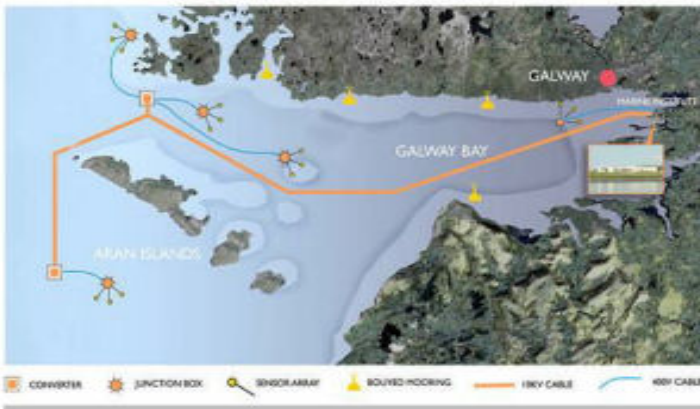 GALWAY
MARINE INSTITUTE
GALWAY BAY
ARAN ISLANDS
CONVERTER
JUNCTION BOX
SENSOR ARRAY
BOUYED MOORING
10KV CABLE
400V CABLE